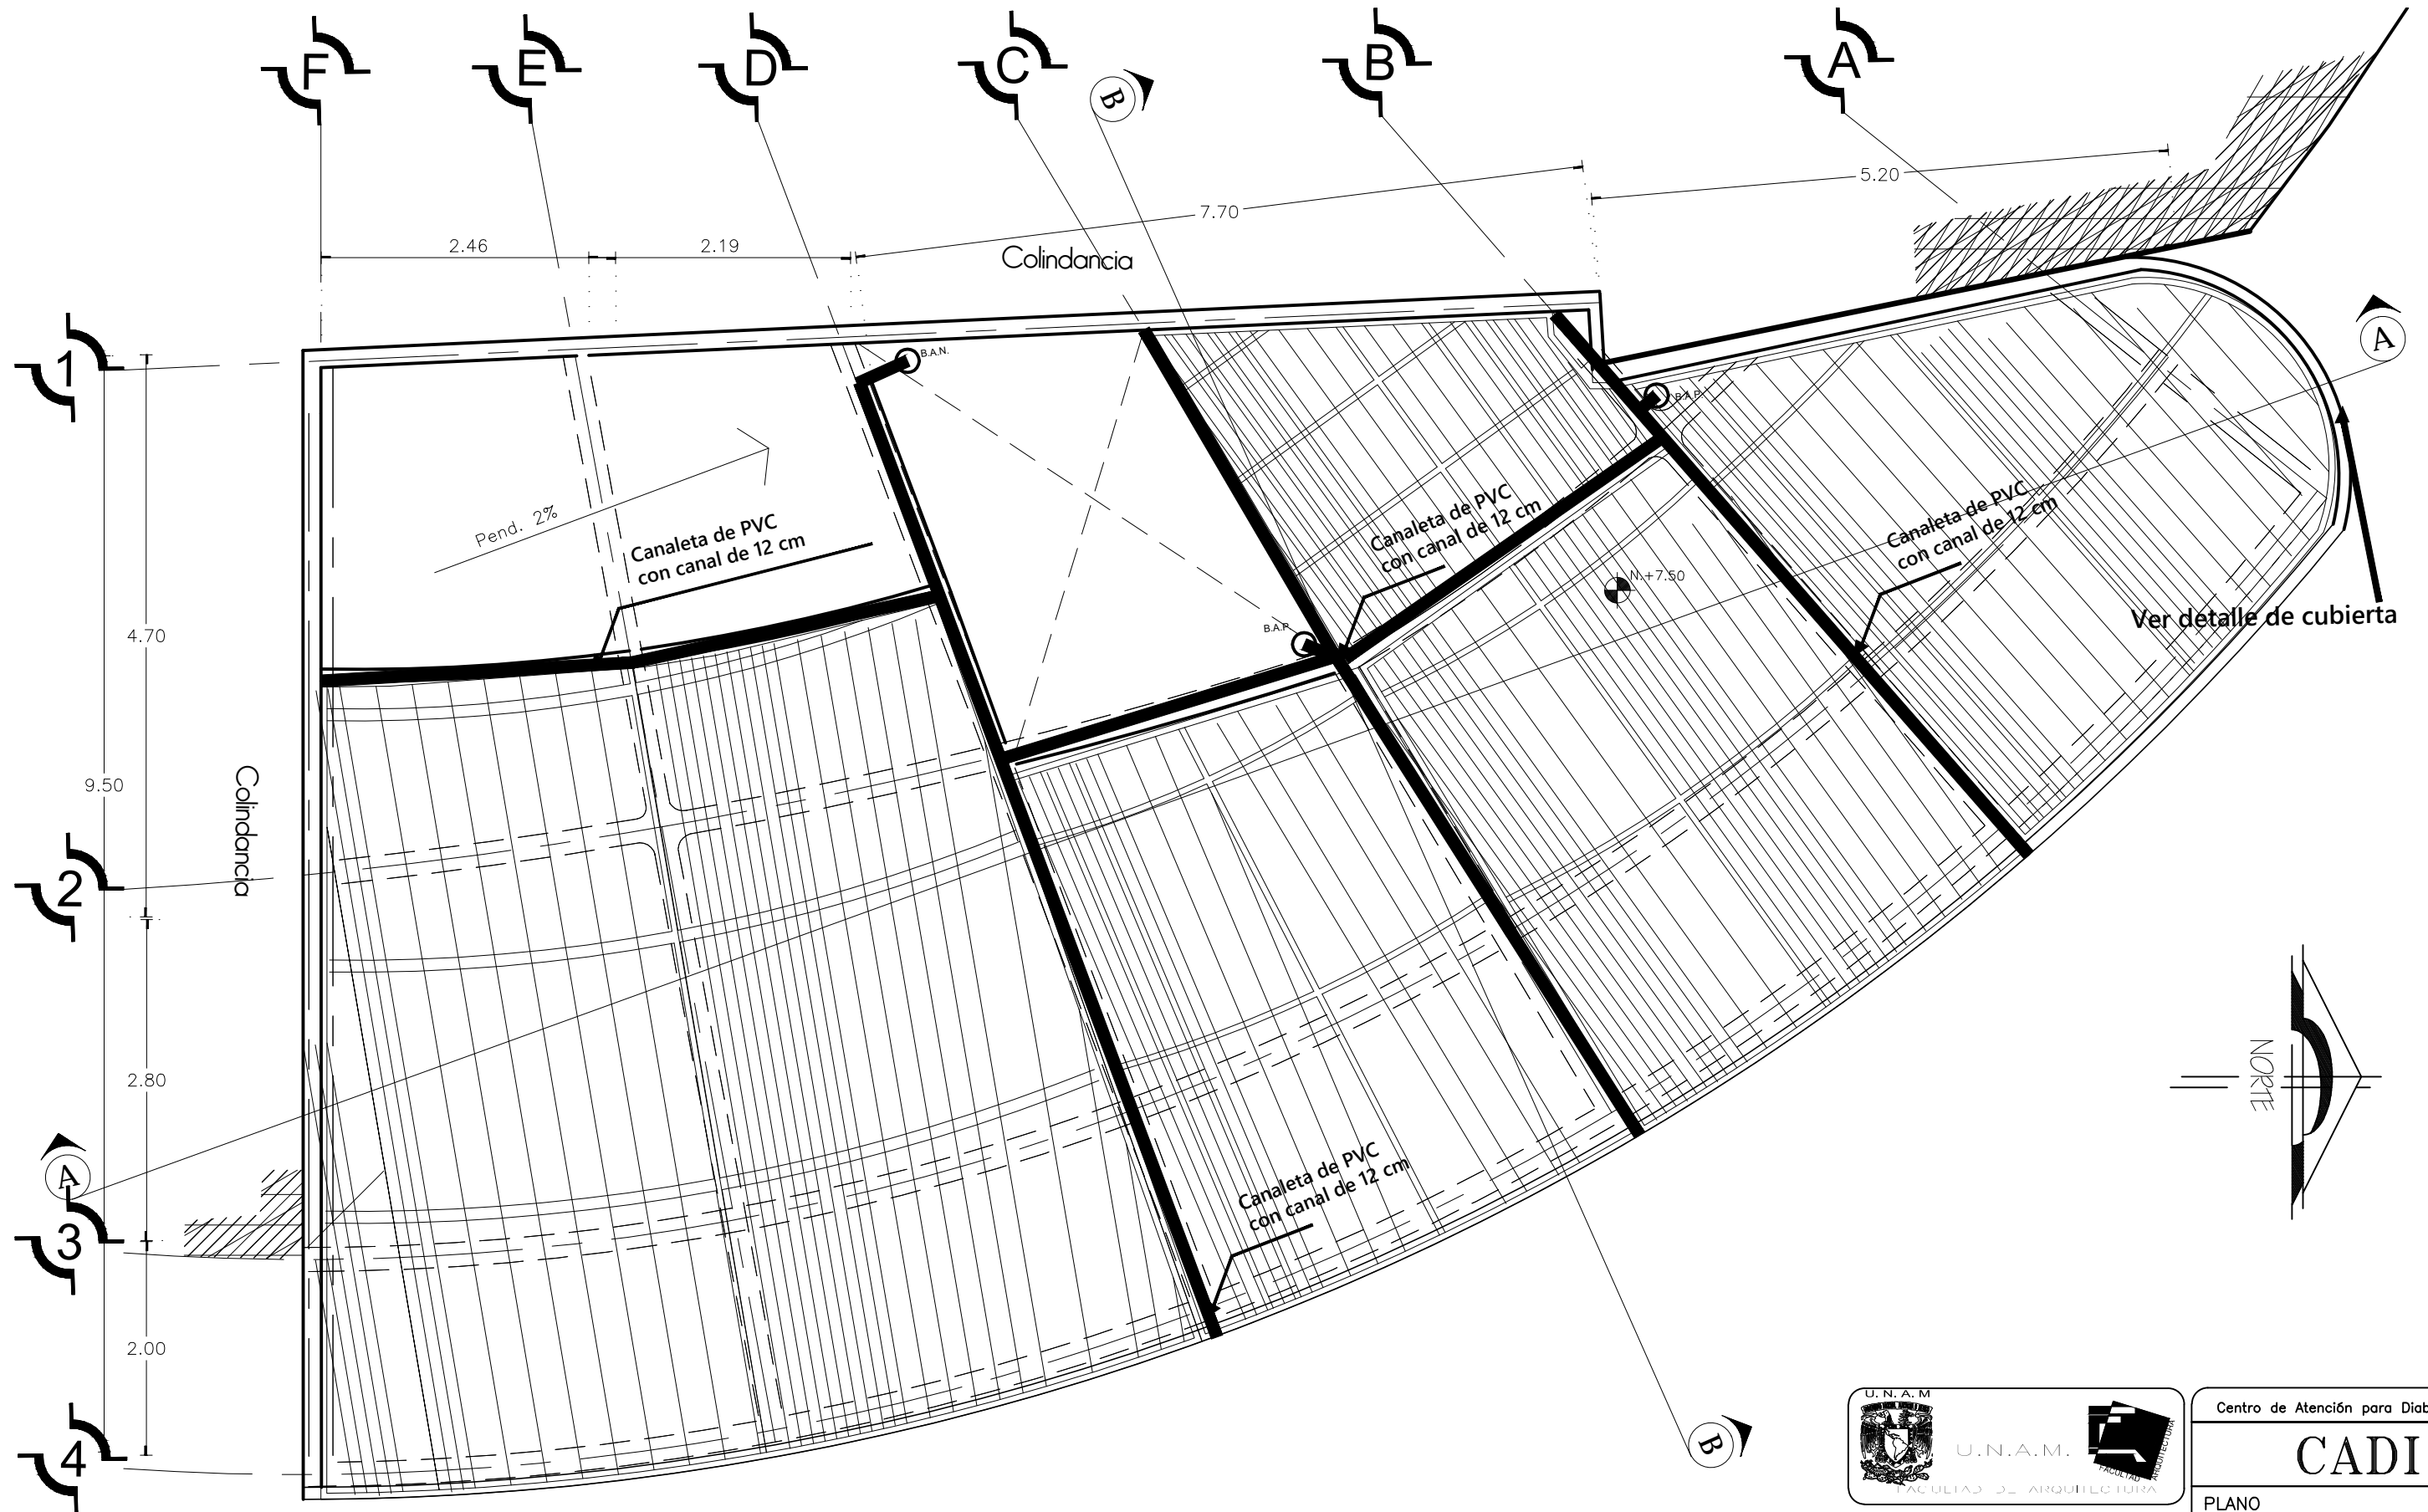 F
E
D
C
B
B
A
5.20
7.70
2.46
2.19
Colindancia
A
1
B.A.N.
B.A.P.
Pend. 2%
Canaleta de PVC
con canal de 12 cm
Canaleta de PVC
con canal de 12 cm
Canaleta de PVC
con canal de 12 cm
N.+7.50
Ver detalle de cubierta
B.A.P.
4.70
9.50
Colindancia
2
2.80
NORTE
A
3
Canaleta de PVC
con canal de 12 cm
2.00
4
B
U. N. A. M
U.N.A.M.
FACULTAD
ARQUITECTURA
FACULTAD DE ARQUITECTURA
Centro de Atención para Diab
CADI
PLANO